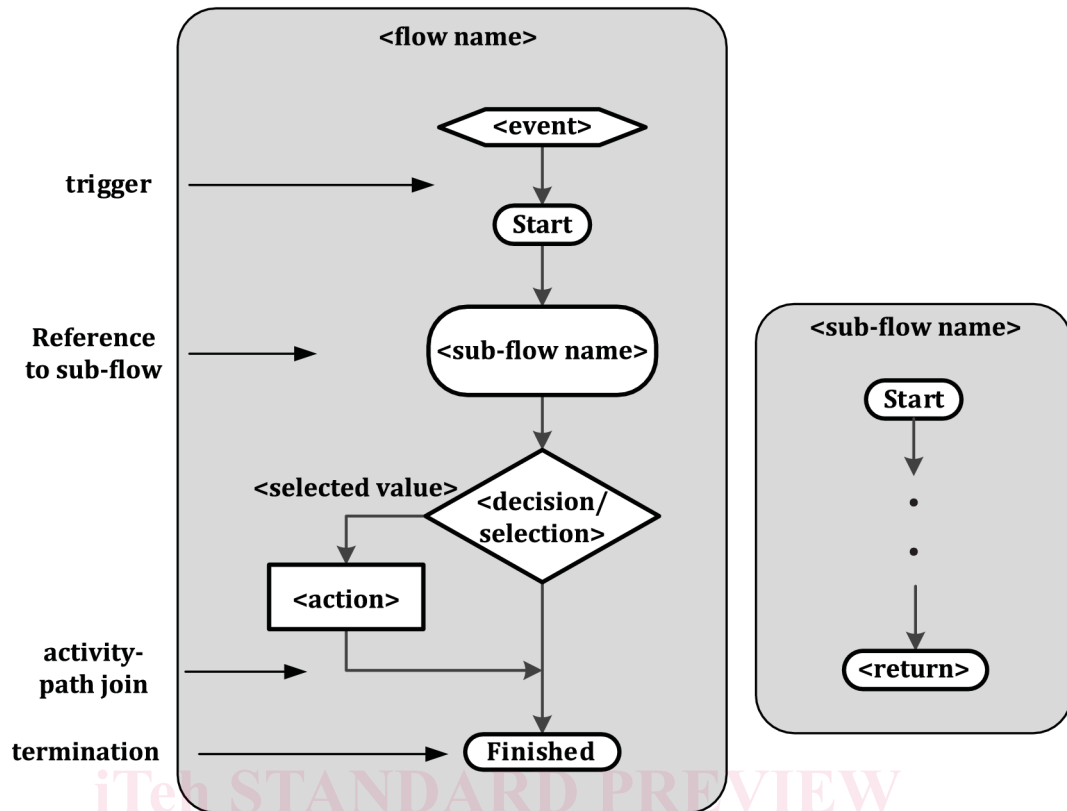 <flow name>
<event>
trigger
Start
Reference
to sub-flow
<sub-flow name>
<selected value>
<decision/
selection>
<action>
activity-
path join
termination
Finished
<sub-flow name>
Start
<return>
iTeh STANDARD PREVIEW